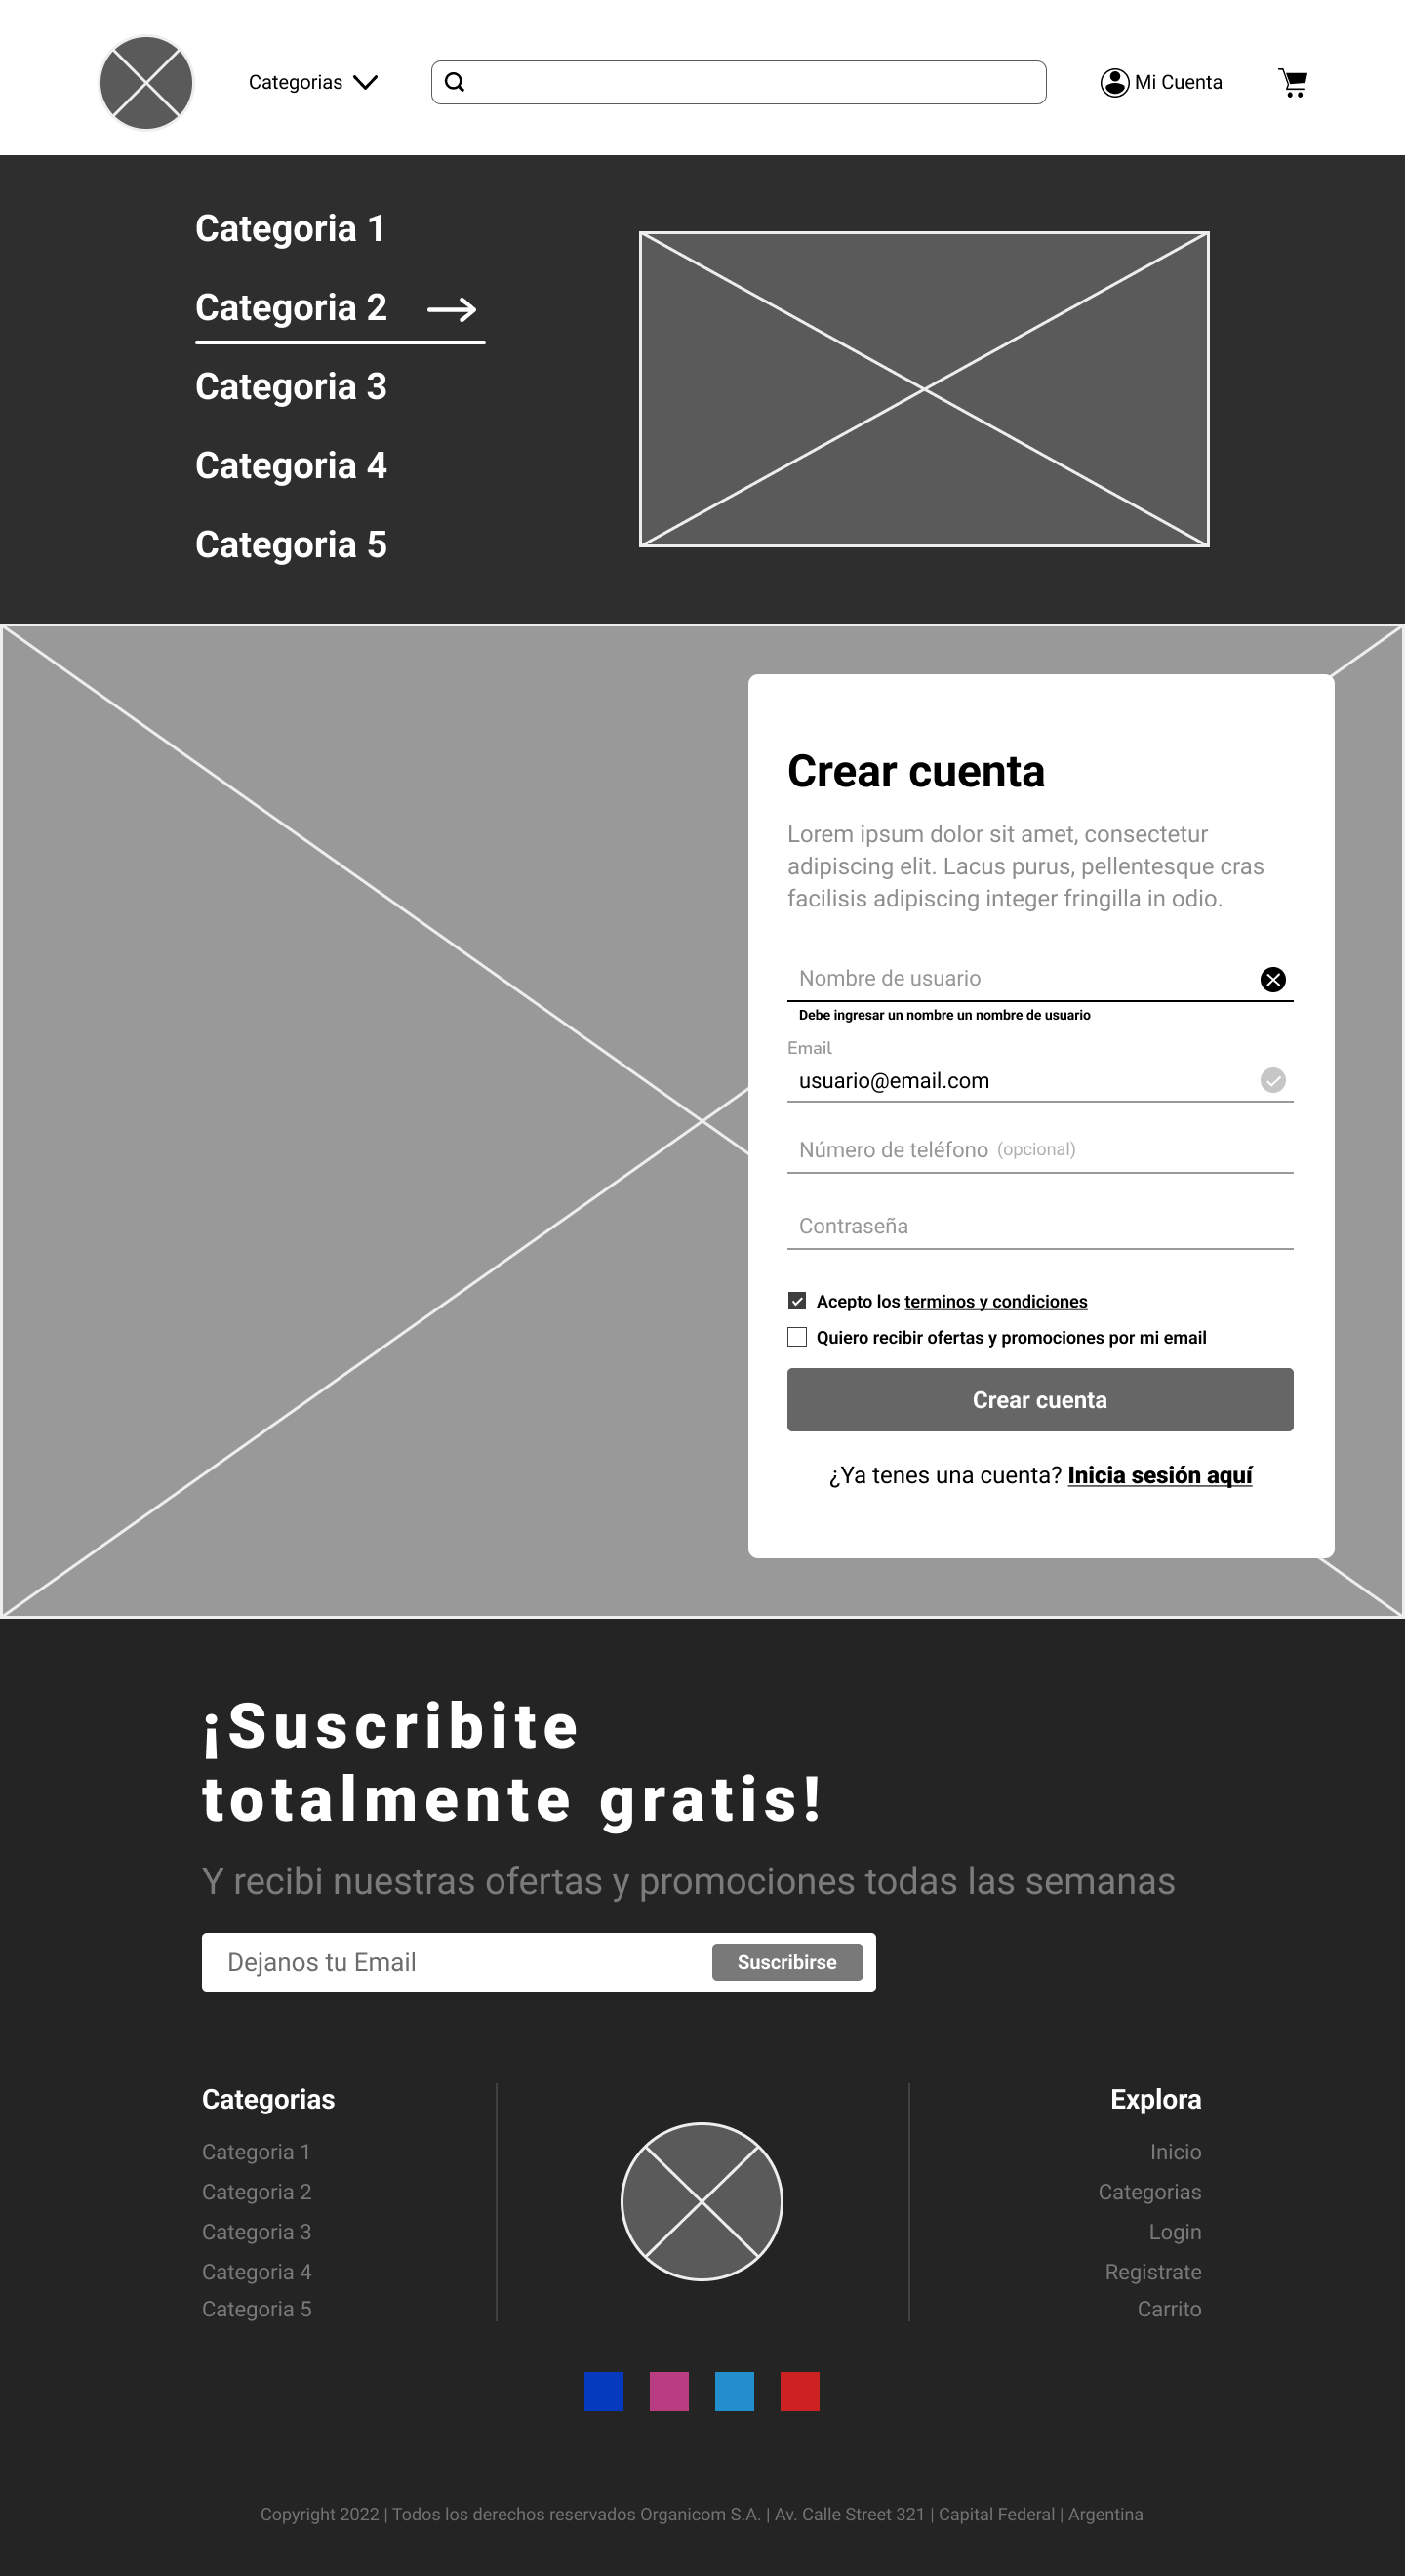 Categorias
Mi Cuenta
Categoria 1
Categoria 2
Categoria 3
Categoria 4
Categoria 5
Crear cuenta
Lorem ipsum dolor sit amet, consectetur
adipiscing elit. Lacus purus, pellentesque cras
facilisis adipiscing integer fringilla in odio.
Nombre de usuario
Debe ingresar un nombre un nombre de usuario
Email
usuario@email.com
Número de teléfono (opcional)
Contraseña
Acepto los terminos y condiciones
Quiero recibir ofertas y promociones por mi email
Crear cuenta
¿Ya tenes una cuenta? Inicia sesión aquí
¡Suscribite
totalmente gratis!
Y recibi nuestras ofertas y promociones todas las semanas
Dejanos tu Email
Suscribirse
Categorias
Categoria 1
Categoria 2
Categoria 3
Categoria 4
Categoria 5
Explora
Inicio
Categorias
Login
Registrate
Carrito
Copyright 2022 | Todos los derechos reservados Organicom S.A. | Av. Calle Street 321 | Capital Federal | Argentina